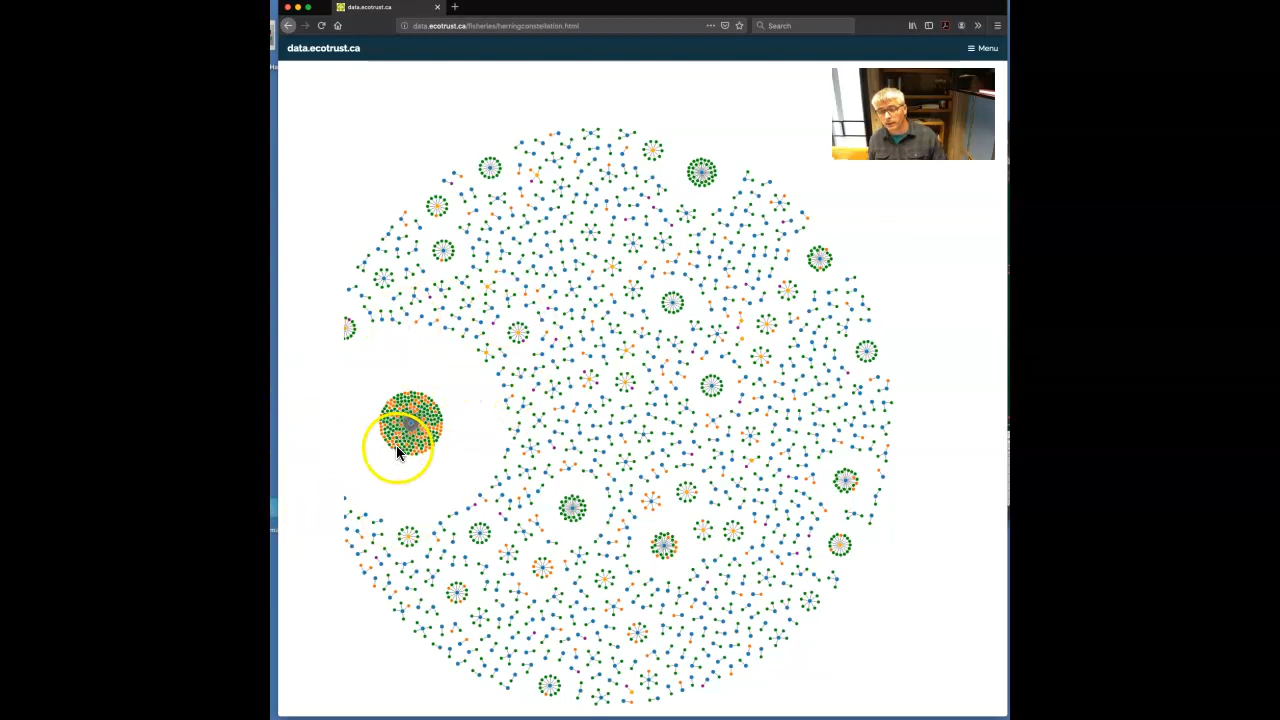 data.ecotrust.ca
data.ecotrust.ca/fisheries/herringconstellation.html
Search
data.ecotrust.ca
Menu